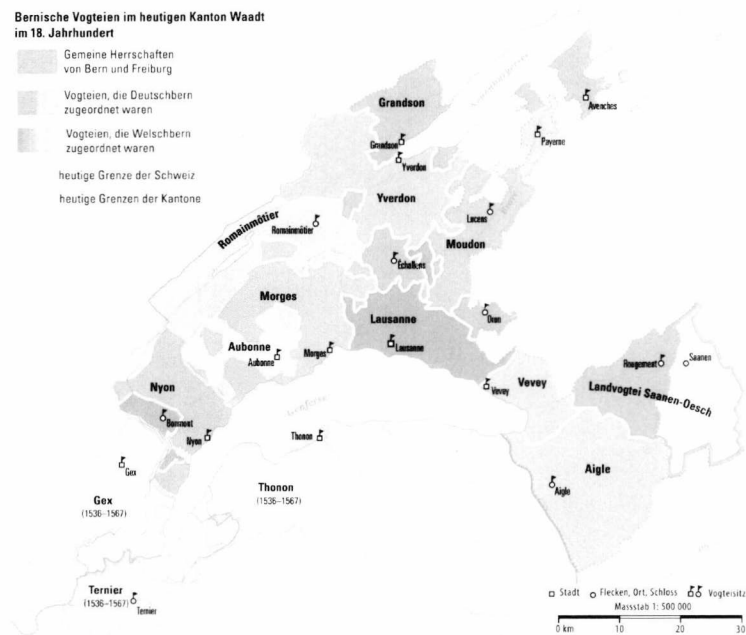 Bernische Vogteien im heutigen Kanton Waadt
im 18. Jahrhundert
Gemeine Herrschaften
von Bern und Freiburg
Vogteien, die Deutschbern
zugeordnet waren
Vogteien, die Welschbern
zugeordnet waren
heutige Grenze der Schweiz
heutige Grenzen der Kantone
Grandson
Avenches
Grandson
Payerne
Yverdon
Yverdon
Lucens
Romainmôtier
Romainmôtier
Moudon
Echallens
Morges
Lausanne
Oron
Aubonne
Morges
Lausanne
Aubonne
Rougemont
Saanen
Nyon
Vevey
Vevey
Landvogtei Saanen-Oesch
Bonmont
Nyon
Thonon
Gex
Aigle
Gex
(1536–1567)
Thonon
(1536–1567)
Aigle
Ternier
(1536–1567)
Ternier
Stadt
Flecken, Ort, Schloss
Vogteisitz
Massstab 1: 500 000
0 km
10
20
30